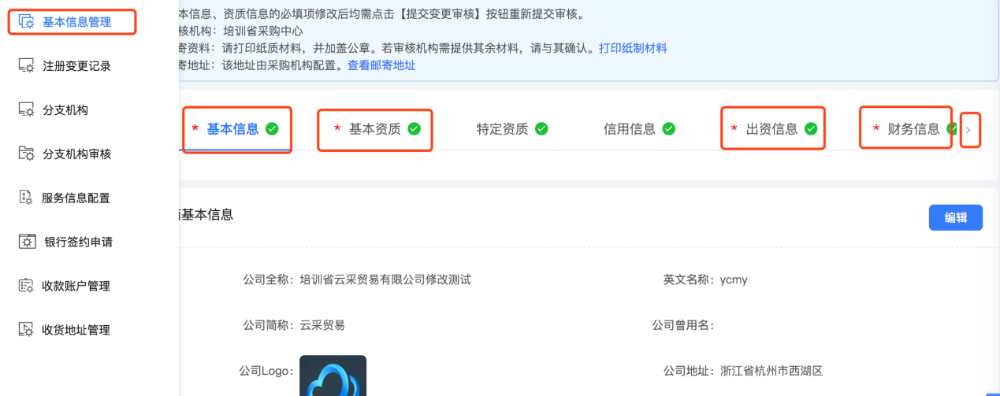 基本信息管理
注册变更记录
分支机构
分支机构审核
服务信息配置
银行签约申请
收款账户管理
收货地址管理
本信息、资质信息的必填项修改后均需点击【提交变更审核】按钮重新提交审核。
核机构：培训省采购中心
寄资料：请打印纸质材料，并加盖公章。若审核机构需提供其余材料，请与其确认。打印纸制材料
寄地址：该地址由采购机构配置。查看邮寄地址
* 基本信息 * 基本资质 特定资质 信用信息 * 出资信息 * 财务信息 >
基本信息 编辑
公司全称：培训省云采贸易有限公司修改测试 英文名称：ycmy
公司简称：云采贸易 公司曾用名：
公司Logo： 公司地址：浙江省杭州市西湖区